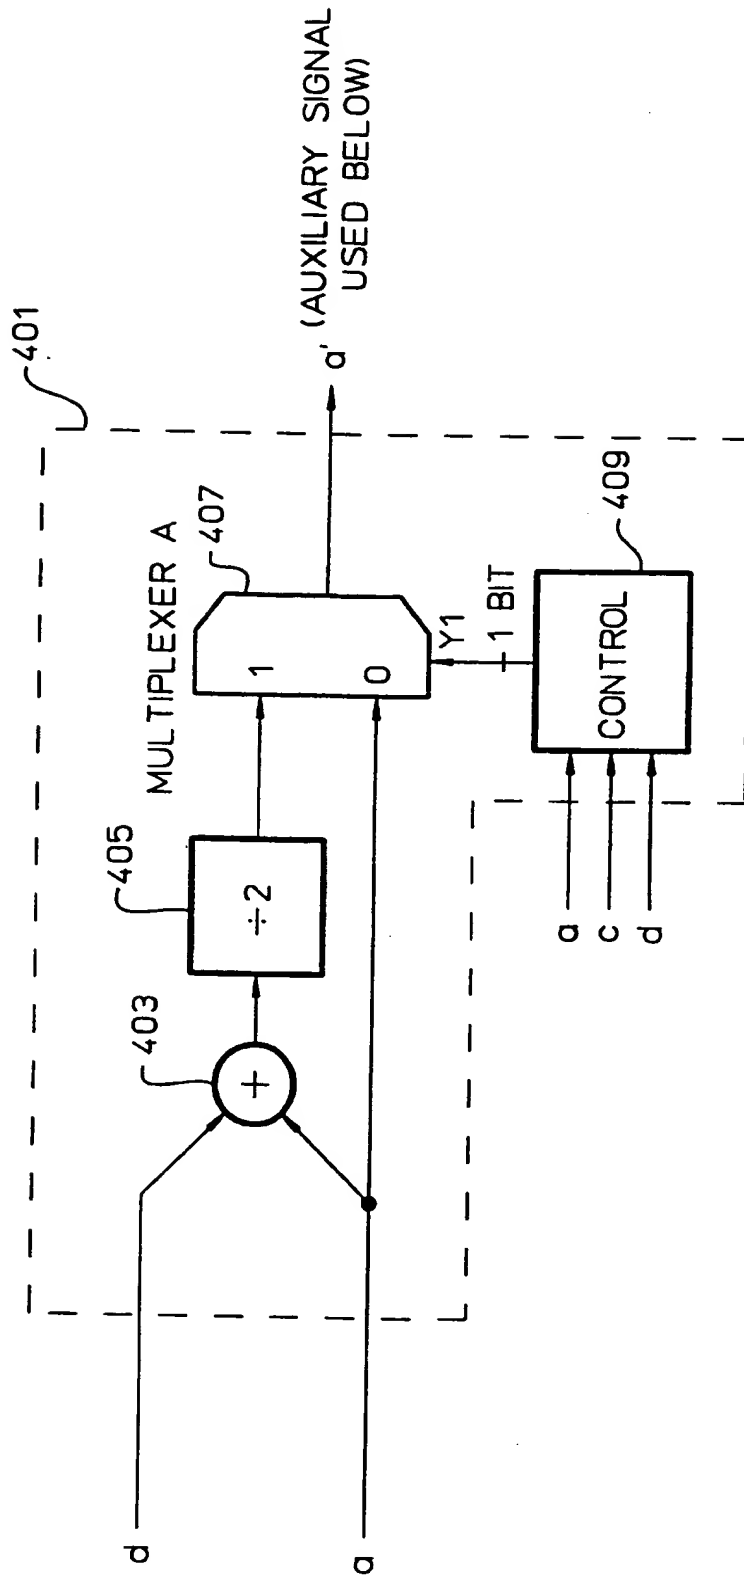 401
MULTIPLEXER A
407
405
403
÷2
+
1
0
d
a
a' (AUXILIARY SIGNAL
USED BELOW)
Y1
1 BIT
409
CONTROL
a
c
d